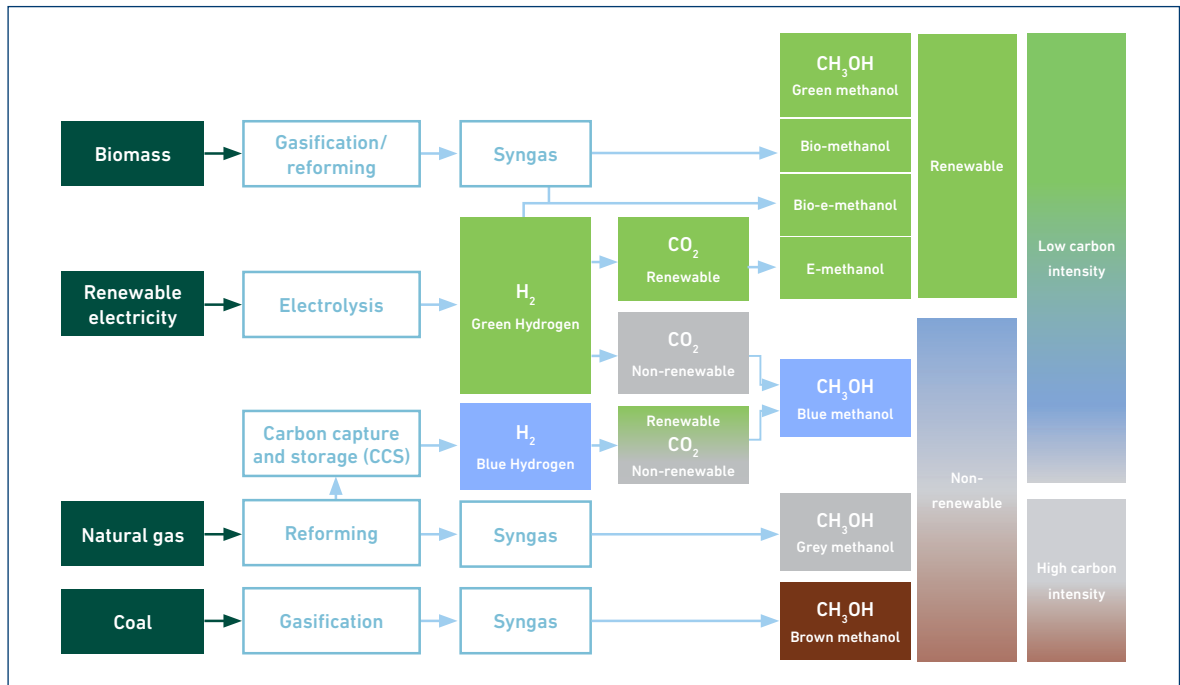 CH₃OH
Green methanol
Biomass
Gasification/
reforming
Syngas
Bio-methanol
Renewable
Bio-e-methanol
CO₂
Renewable
E-methanol
Low carbon
intensity
Renewable
electricity
Electrolysis
H₂
Green Hydrogen
CO₂
Non-renewable
CH₃OH
Blue methanol
Carbon capture
and storage (CCS)
H₂
Blue Hydrogen
Renewable
CO₂
Non-renewable
Non-
renewable
Natural gas
Reforming
Syngas
CH₃OH
Grey methanol
High carbon
intensity
Coal
Gasification
Syngas
CH₃OH
Brown methanol